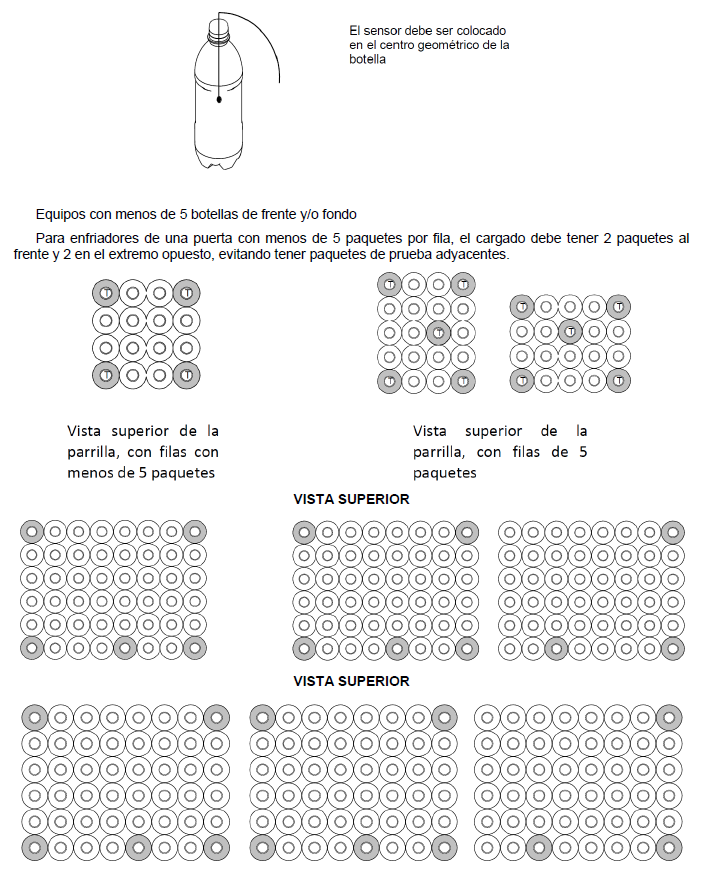 El sensor debe ser colocado
en el centro geométrico de la
botella
Equipos con menos de 5 botellas de frente y/o fondo
Para enfriadores de una puerta con menos de 5 paquetes por fila, el cargado debe tener 2 paquetes al
frente y 2 en el extremo opuesto, evitando tener paquetes de prueba adyacentes.
T T
T T
T T
T
T T
T T
T
T T
Vista superior de la
parrilla, con filas con
menos de 5 paquetes
Vista superior de la
parrilla, con filas de 5
paquetes
VISTA SUPERIOR
VISTA SUPERIOR